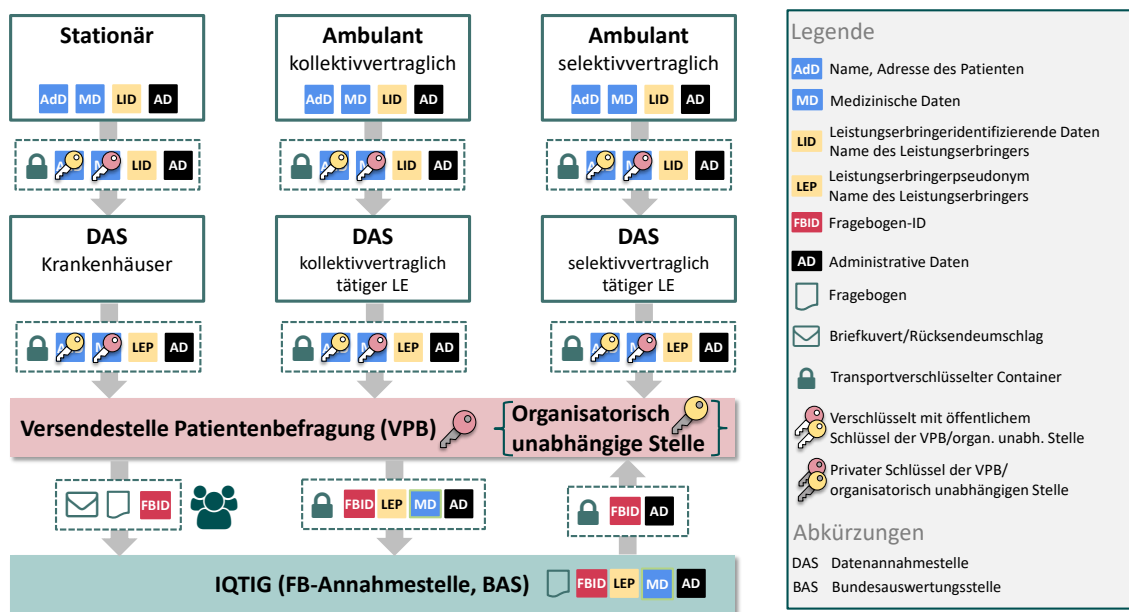 Stationär
AdD MD LID AD
Ambulant
kollektivvertraglich
AdD MD LID AD
Ambulant
selektivvertraglich
AdD MD LID AD
LID AD
LID AD
LID AD
DAS
Krankenhäuser
DAS
kollektivvertraglich
tätiger LE
DAS
selektivvertraglich
tätiger LE
LEP AD
LEP AD
LEP AD
Versendestelle Patientenbefragung (VPB)
Organisatorisch
unabhängige Stelle
FBID
FBID LEP MD AD
FBID AD
IQTIG (FB-Annahmestelle, BAS)
FBID LEP MD AD
Legende
AdD Name, Adresse des Patienten
MD Medizinische Daten
LID Leistungserbringeridentifizierende Daten
Name des Leistungserbringers
LEP Leistungserbringerpseudonym
Name des Leistungserbringers
FBID Fragebogen-ID
AD Administrative Daten
Fragebogen
Briefkuvert/Rücksendeumschlag
Transportverschlüsselter Container
Verschlüsselt mit öffentlichem
Schlüssel der VPB/organ. unabh. Stelle
Privater Schlüssel der VPB/
organisatorisch unabhängigen Stelle
Abkürzungen
DAS Datenannahmestelle
BAS Bundesauswertungsstelle